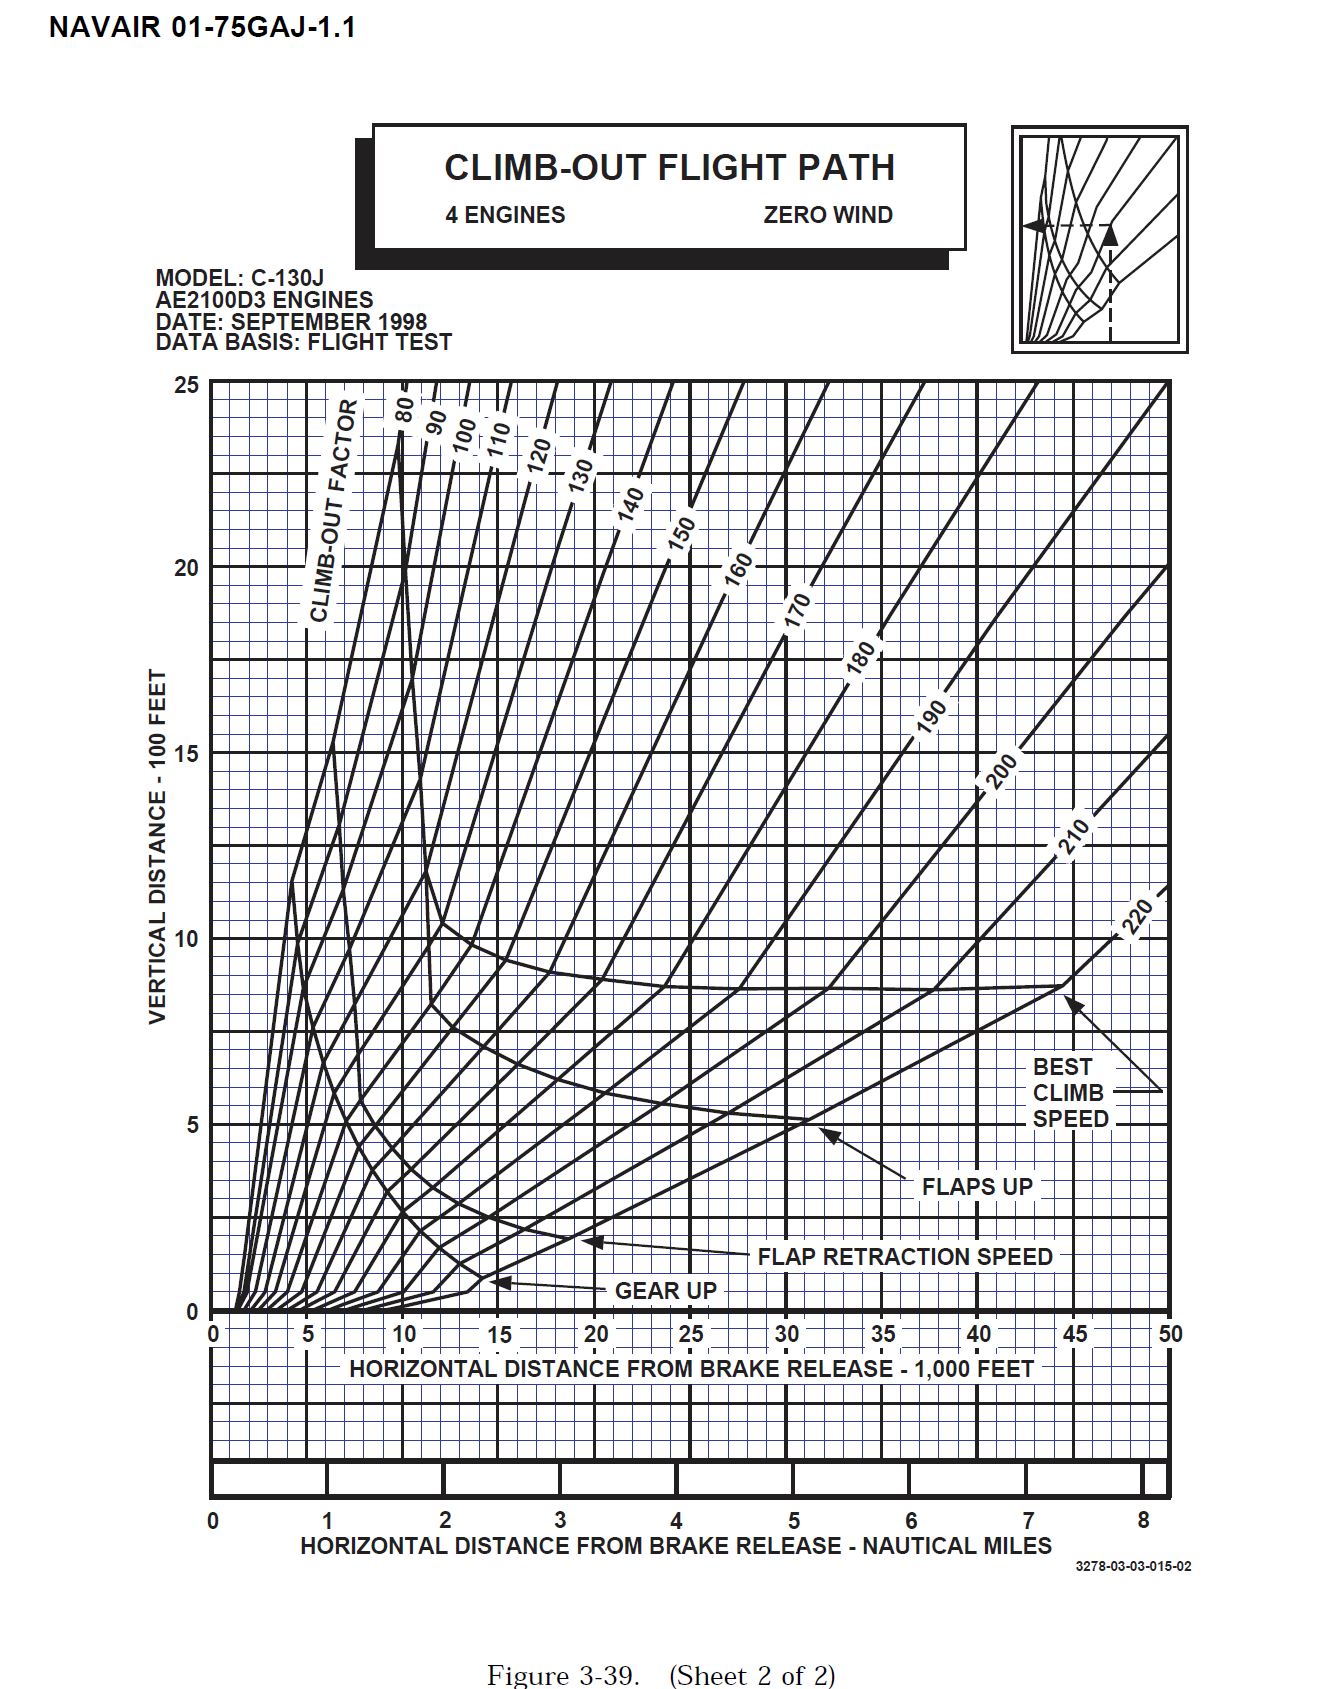 NAVAIR 01-75GAJ-1.1
CLIMB-OUT FLIGHT PATH
4 ENGINES ZERO WIND
MODEL: C-130J
AE2100D3 ENGINES
DATE: SEPTEMBER 1998
DATA BASIS: FLIGHT TEST
25
20
15
10
5
0
VERTICAL DISTANCE - 100 FEET
CLIMB-OUT FACTOR
80
90
100
110
120
130
140
150
160
170
180
190
200
210
220
BEST
CLIMB
SPEED
FLAPS UP
FLAP RETRACTION SPEED
GEAR UP
0 5 10 15 20 25 30 35 40 45 50
HORIZONTAL DISTANCE FROM BRAKE RELEASE - 1,000 FEET
0 1 2 3 4 5 6 7 8
HORIZONTAL DISTANCE FROM BRAKE RELEASE - NAUTICAL MILES
3278-03-03-015-02
Figure 3-39. (Sheet 2 of 2)